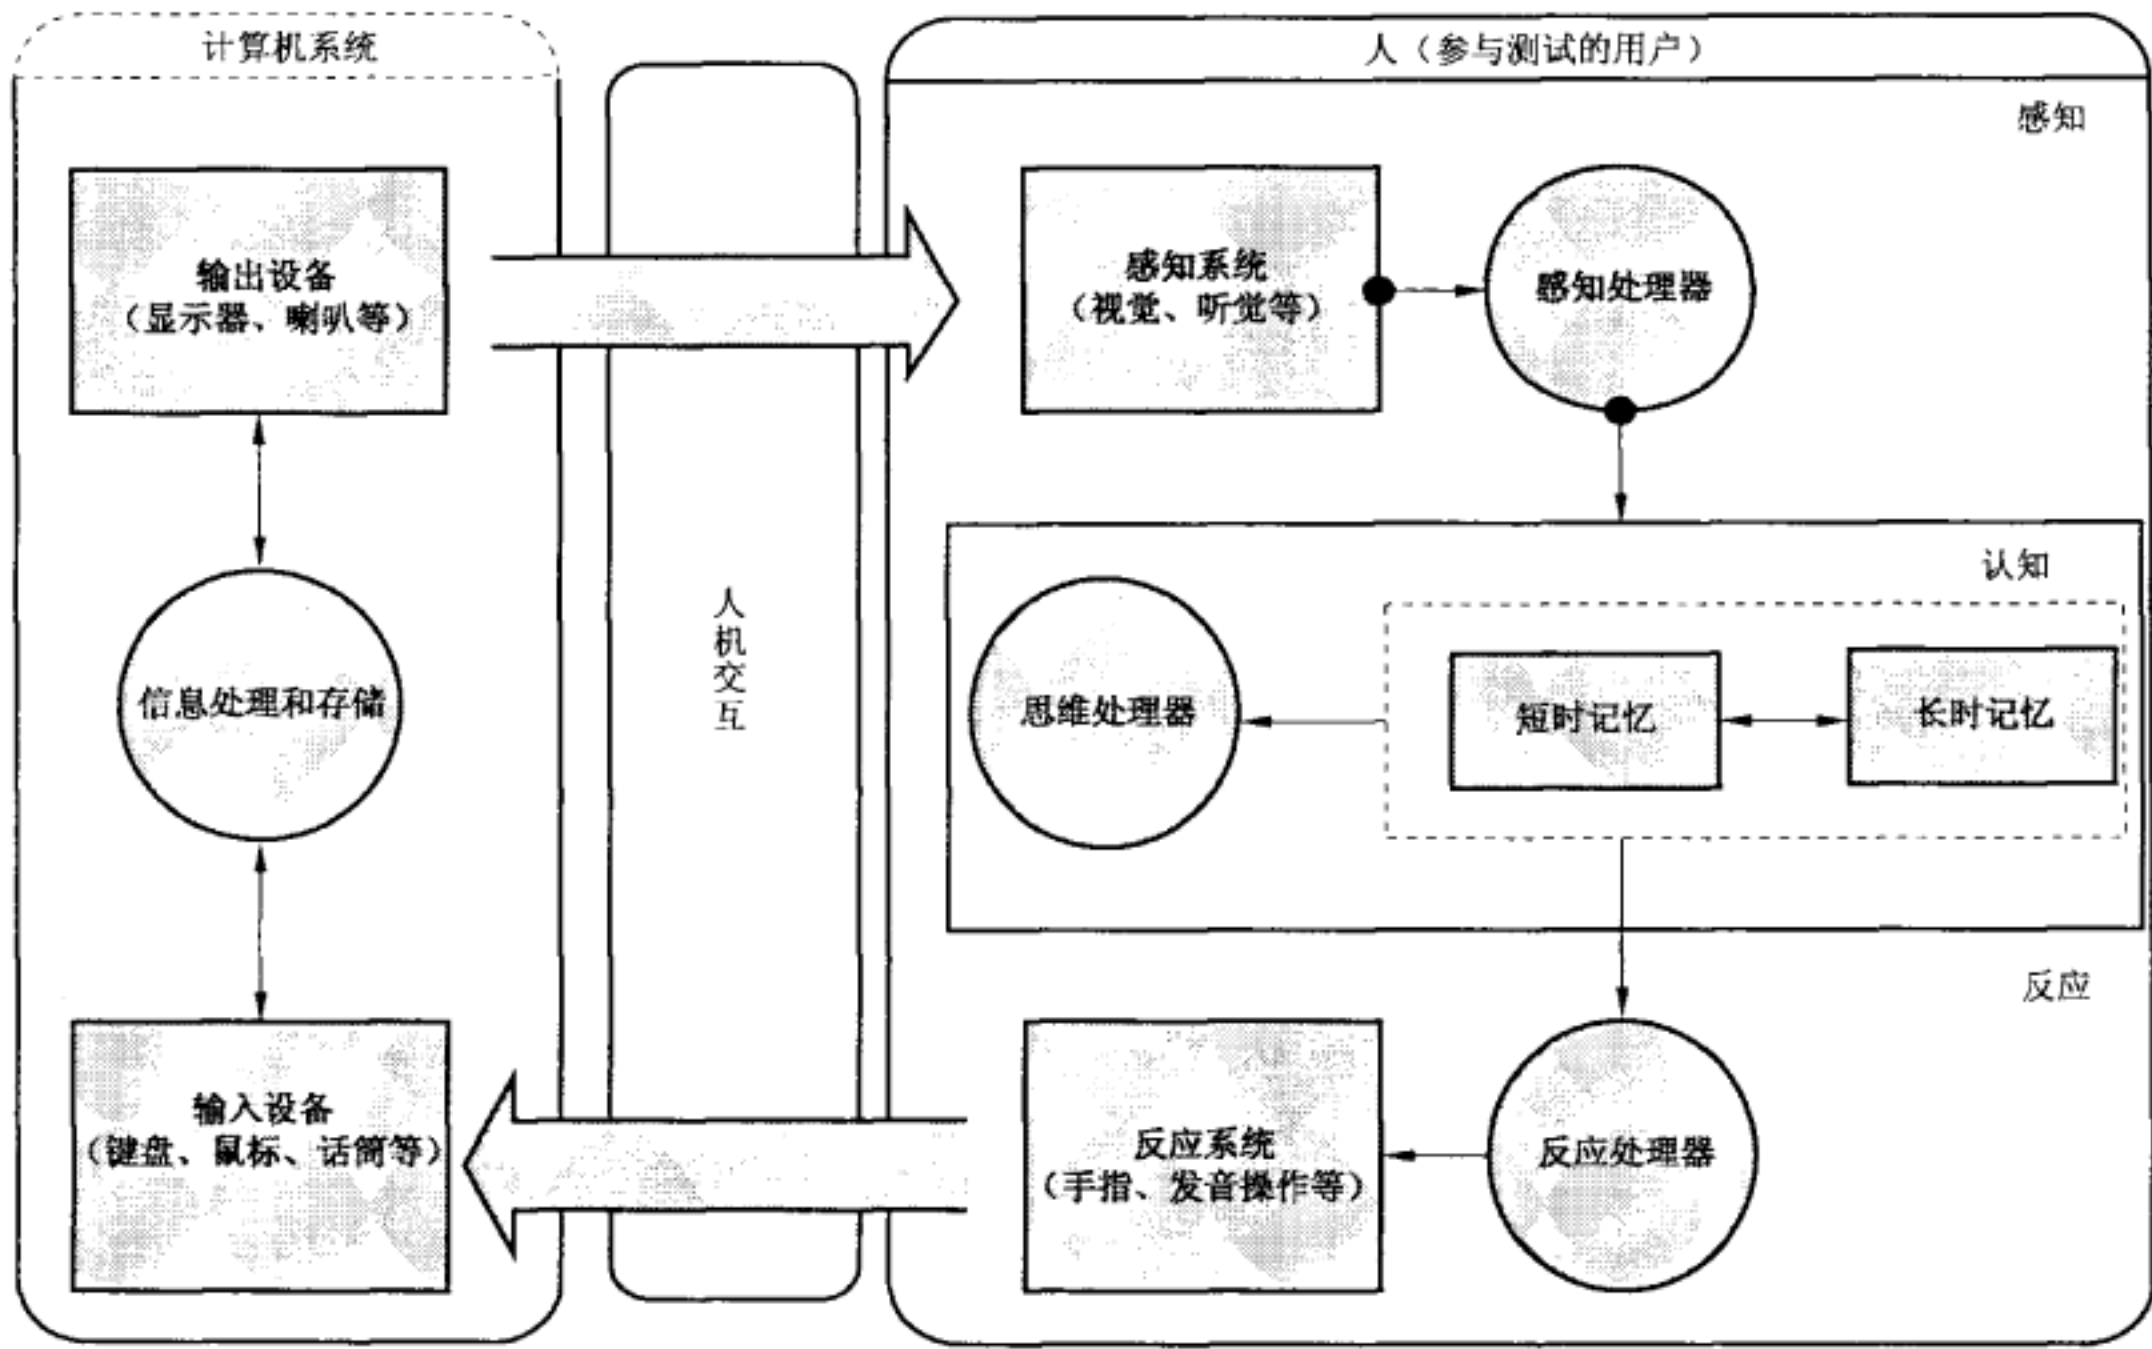 计算机系统
人（参与测试的用户）
感知
输出设备
（显示器、喇叭等）
感知系统
（视觉、听觉等）
感知处理器
认知
人
机
交
互
信息处理和存储
思维处理器
短时记忆
长时记忆
反应
输入设备
（键盘、鼠标、话筒等）
反应系统
（手指、发音操作等）
反应处理器